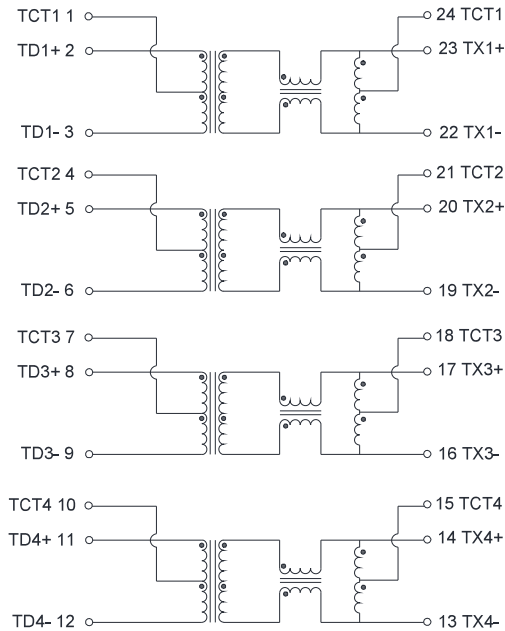 TCT1 1
24 TCT1
TD1+ 2
23 TX1+
TD1- 3
22 TX1-
TCT2 4
21 TCT2
TD2+ 5
20 TX2+
TD2- 6
19 TX2-
TCT3 7
18 TCT3
TD3+ 8
17 TX3+
TD3- 9
16 TX3-
TCT4 10
15 TCT4
TD4+ 11
14 TX4+
TD4- 12
13 TX4-